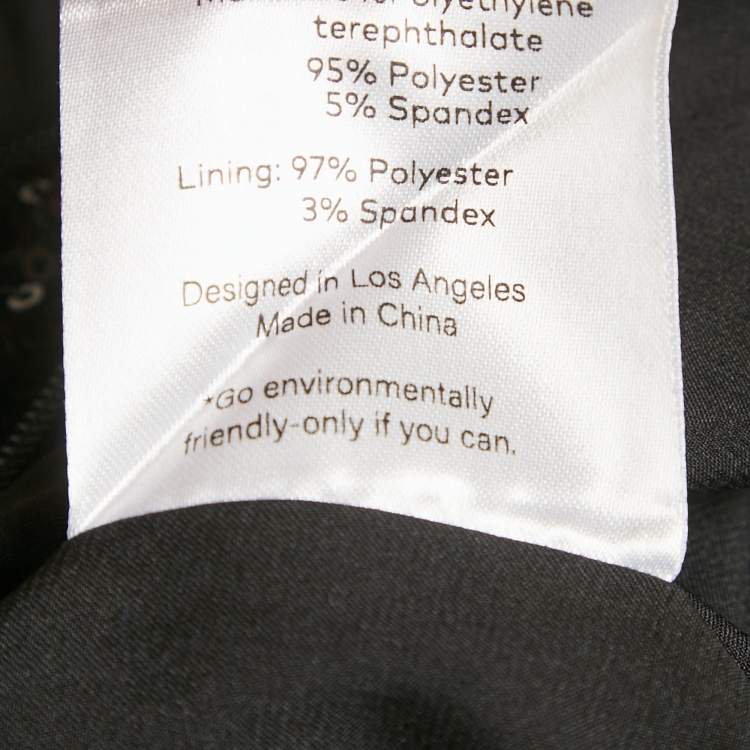 terephthalate
95% Polyester
5% Spandex
Lining: 97% Polyester
3% Spandex
Designed in Los Angeles
Made in China
*Go environmentally
friendly-only if you can.